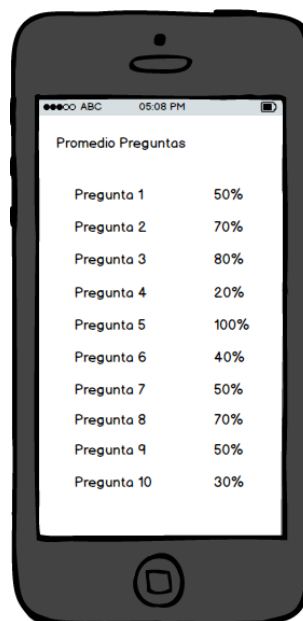 ABC 05:08 PM
Promedio Preguntas
Pregunta 1 50%
Pregunta 2 70%
Pregunta 3 80%
Pregunta 4 20%
Pregunta 5 100%
Pregunta 6 40%
Pregunta 7 50%
Pregunta 8 70%
Pregunta 9 50%
Pregunta 10 30%